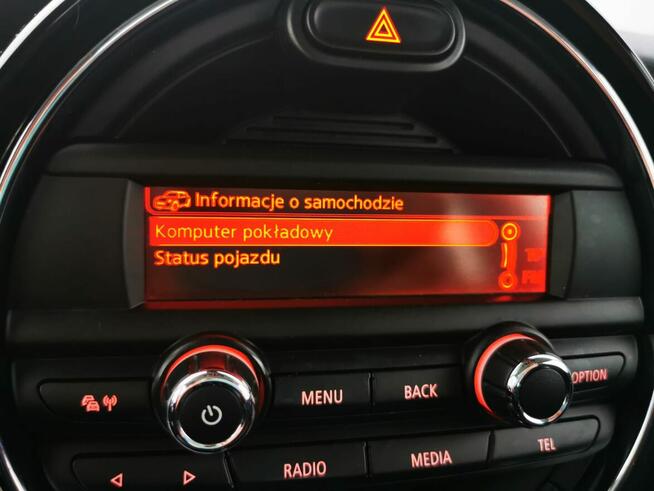 Informacje o samochodzie
Komputer pokładowy
Status pojazdu
MENU
BACK
OPTION
RADIO
MEDIA
TEL